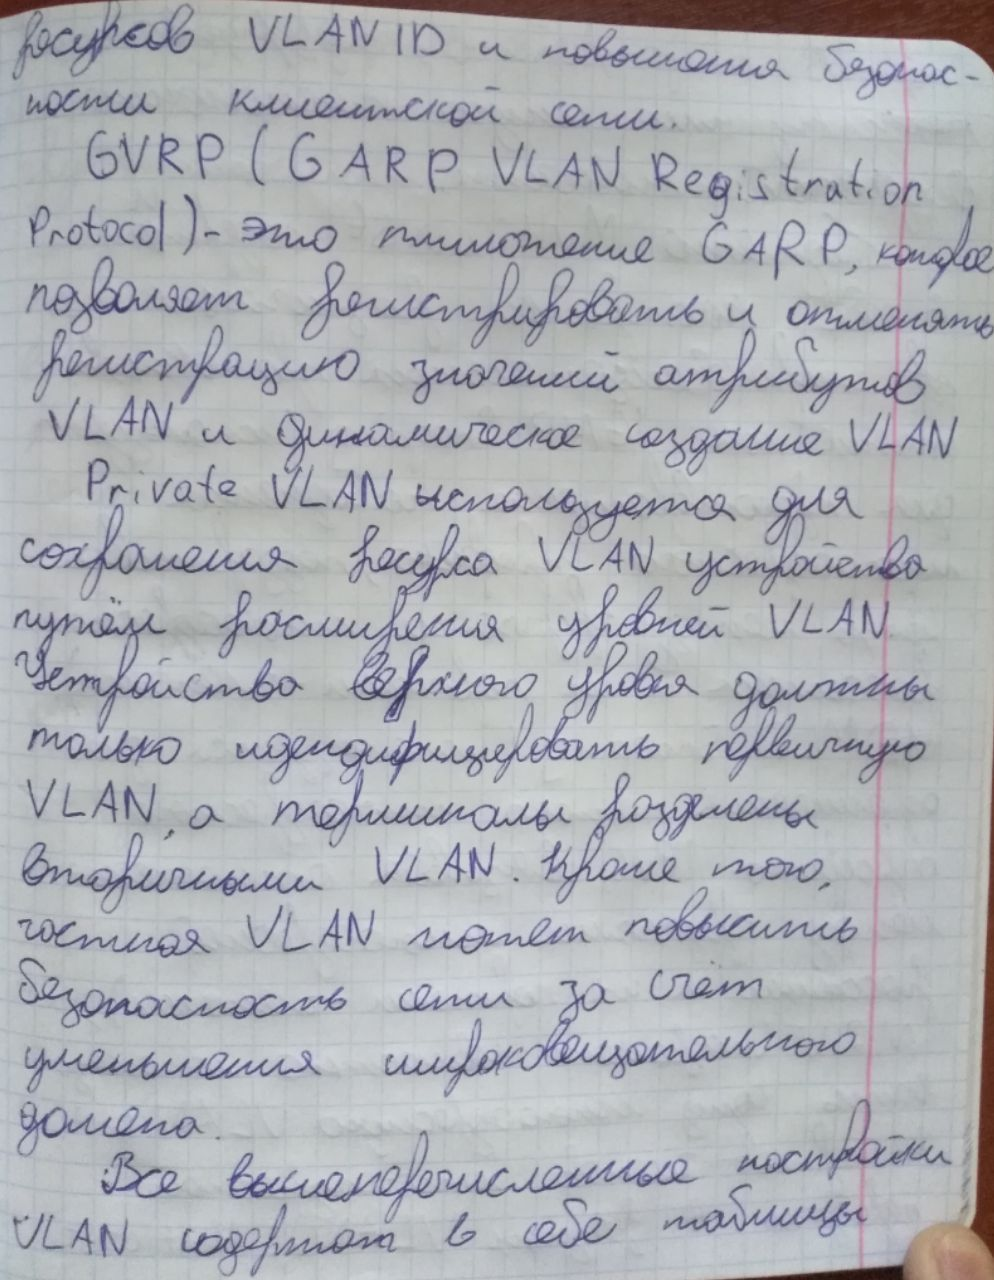 ресурсов VLAN ID и повышения безопас-
ности клиентской сети.
GVRP (GARP VLAN Registration
Protocol) - это приложение GARP, которое
позволяет регистрировать и отменять
регистрацию значений атрибутов
VLAN и динамическое создание VLAN
Private VLAN используется для
сохранения ресурса VLAN устройства
путём расширения уровней VLAN
Устройства верхнего уровня должны
только идендифицировать первичную
VLAN, а терминалы разделены
вторичными VLAN. Кроме того,
частная VLAN может повысить
безопасность сети за счёт
уменьшения широковещательного
домена.
Все вышеперечисленные постройки
VLAN содержат в себе таблицы